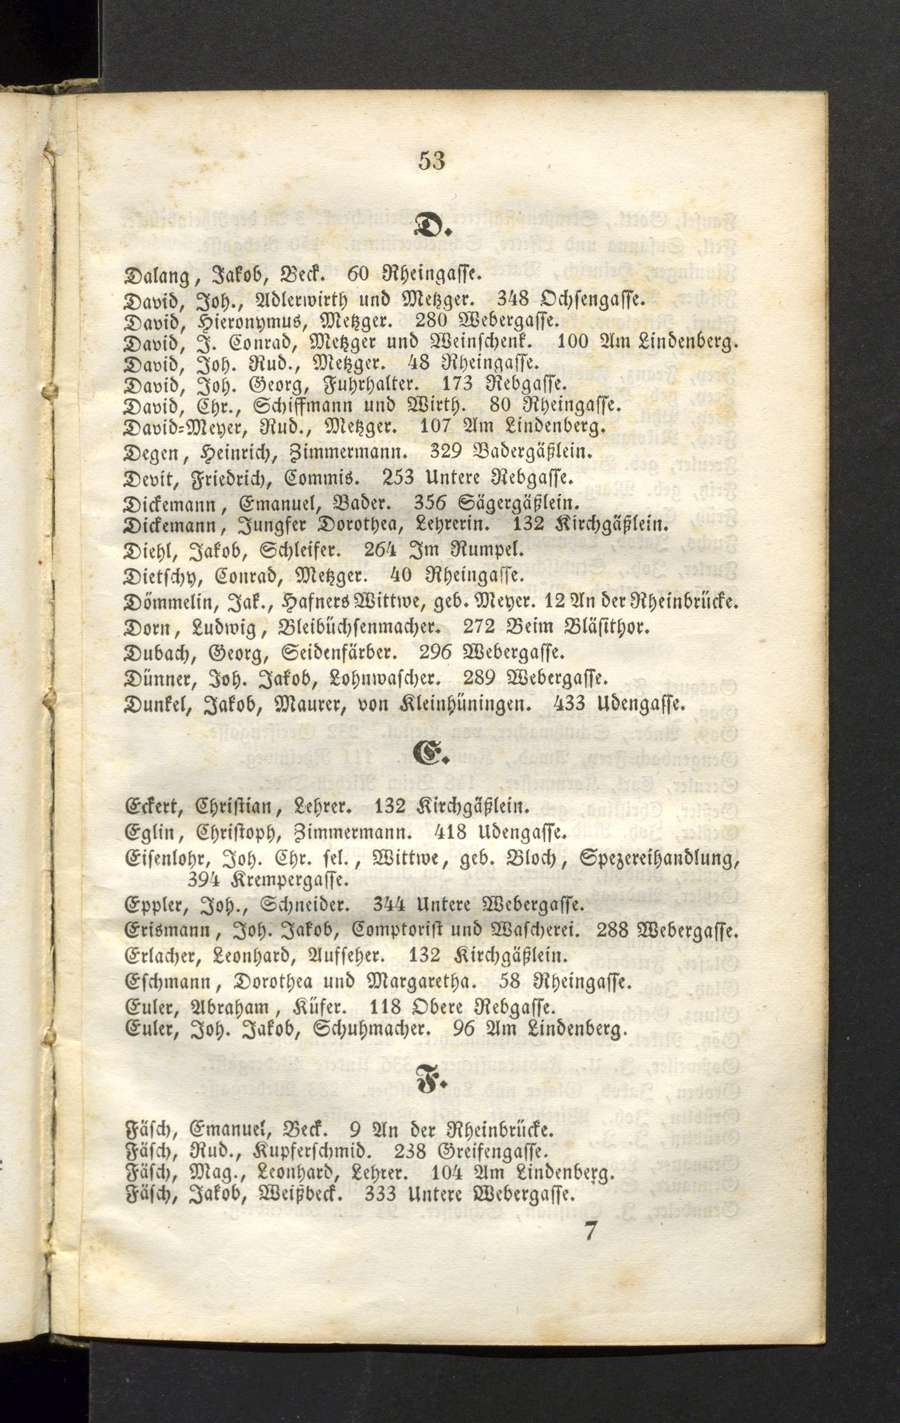 53
D.
Dalang, Jakob, Beck. 60 Rheingasse.
David, Joh., Adlerwirth und Metzger. 348 Ochsengasse.
David, Hieronymus, Metzger. 280 Webergasse.
David, J. Conrad, Metzger und Weinschenk. 100 Am Lindenberg.
David, Joh. Rud., Metzger. 48 Rheingasse.
David, Joh. Georg, Fuhrhalter. 173 Rebgasse.
David, Chr., Schiffmann und Wirth. 80 Rheingasse.
David-Meyer, Rud., Metzger. 107 Am Lindenberg.
Degen, Heinrich, Zimmermann. 329 Badergäßlein.
Devit, Friedrich, Commis. 253 Untere Rebgasse.
Dickemann, Emanuel, Bader. 356 Sägergäßlein.
Dickemann, Jungfer Dorothea, Lehrerin. 132 Kirchgäßlein.
Diehl, Jakob, Schleifer. 264 Im Rumpel.
Dietschy, Conrad, Metzger. 40 Rheingasse.
Dömmelin, Jak., Hafners Wittwe, geb. Meyer. 12 An der Rheinbrücke.
Dorn, Ludwig, Bleibüchsenmacher. 272 Beim Bläsithor.
Dubach, Georg, Seidenfärber. 296 Webergasse.
Dünner, Joh. Jakob, Lohnwascher. 289 Webergasse.
Dunkel, Jakob, Maurer, von Kleinhüningen. 433 Udengasse.
E.
Eckert, Christian, Lehrer. 132 Kirchgäßlein.
Eglin, Christoph, Zimmermann. 418 Udengasse.
Eisenlohr, Joh. Chr. sel., Wittwe, geb. Bloch, Spezereihandlung,
394 Krempergasse.
Eppler, Joh., Schneider. 344 Untere Webergasse.
Erismann, Joh. Jakob, Comptorist und Wascherei. 288 Webergasse.
Erlacher, Leonhard, Aufseher. 132 Kirchgäßlein.
Eschmann, Dorothea und Margaretha. 58 Rheingasse.
Euler, Abraham, Küfer. 118 Obere Rebgasse.
Euler, Joh. Jakob, Schuhmacher. 96 Am Lindenberg.
F.
Fäsch, Emanuel, Beck. 9 An der Rheinbrücke.
Fäsch, Rud., Kupferschmid. 238 Greifengasse.
Fäsch, Mag., Leonhard, Lehrer. 104 Am Lindenberg.
Fäsch, Jakob, Weißbeck. 333 Untere Webergasse.
7